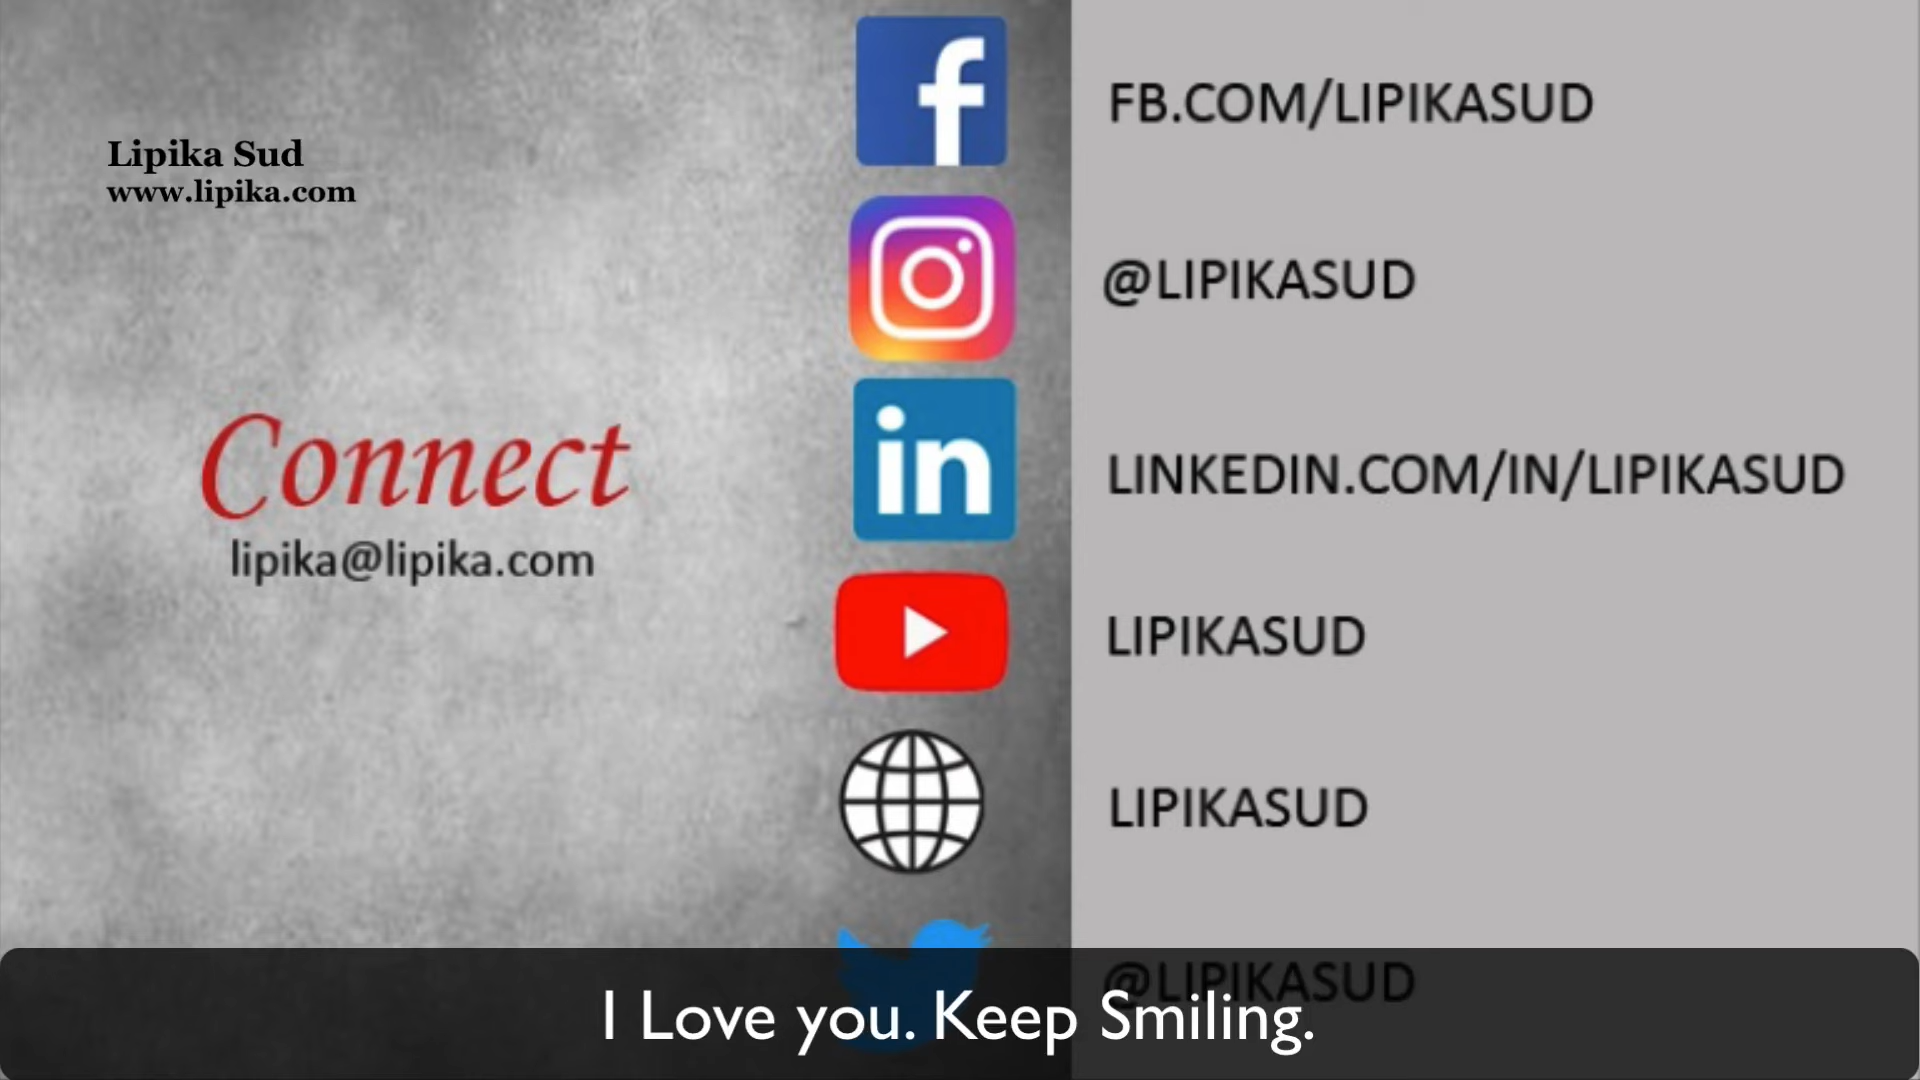 Lipika Sud
www.lipika.com
Connect
lipika@lipika.com
FB.COM/LIPIKASUD
@LIPIKASUD
in
LINKEDIN.COM/IN/LIPIKASUD
LIPIKASUD
LIPIKASUD
@LIPIKASUD
I Love you. Keep Smiling.